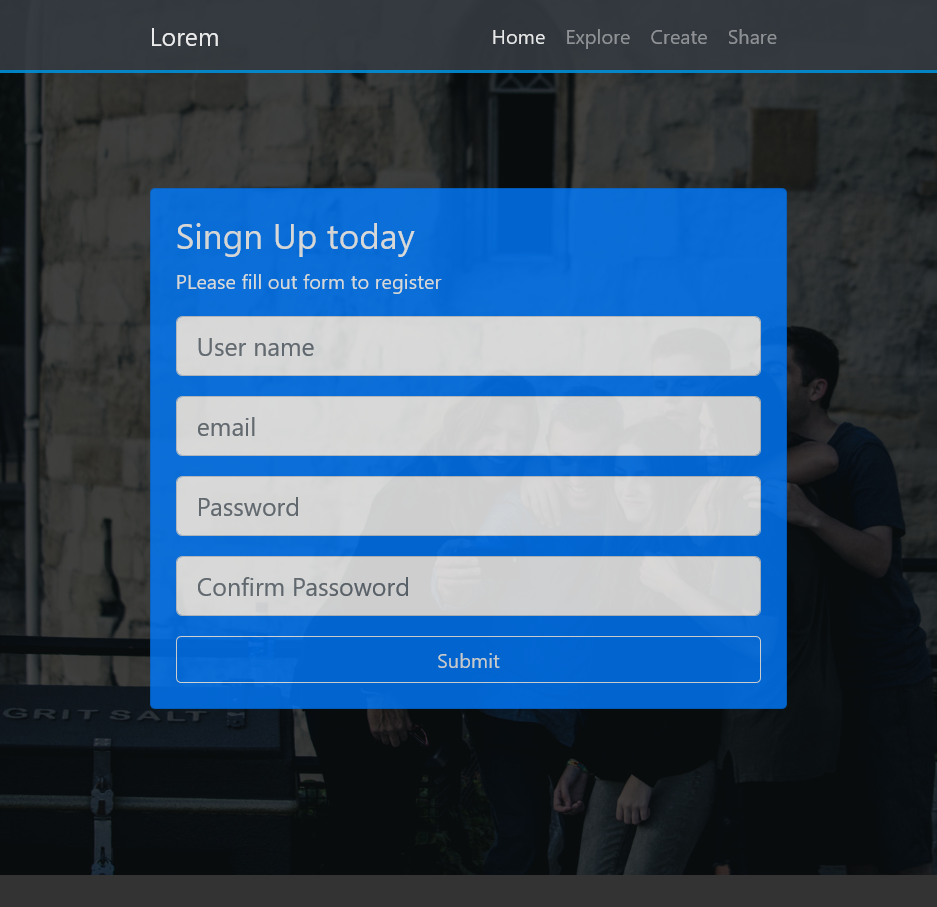 Lorem
Home Explore Create Share
Singn Up today
PLease fill out form to register
User name
email
Password
Confirm Passoword
Submit
GRIT SALT